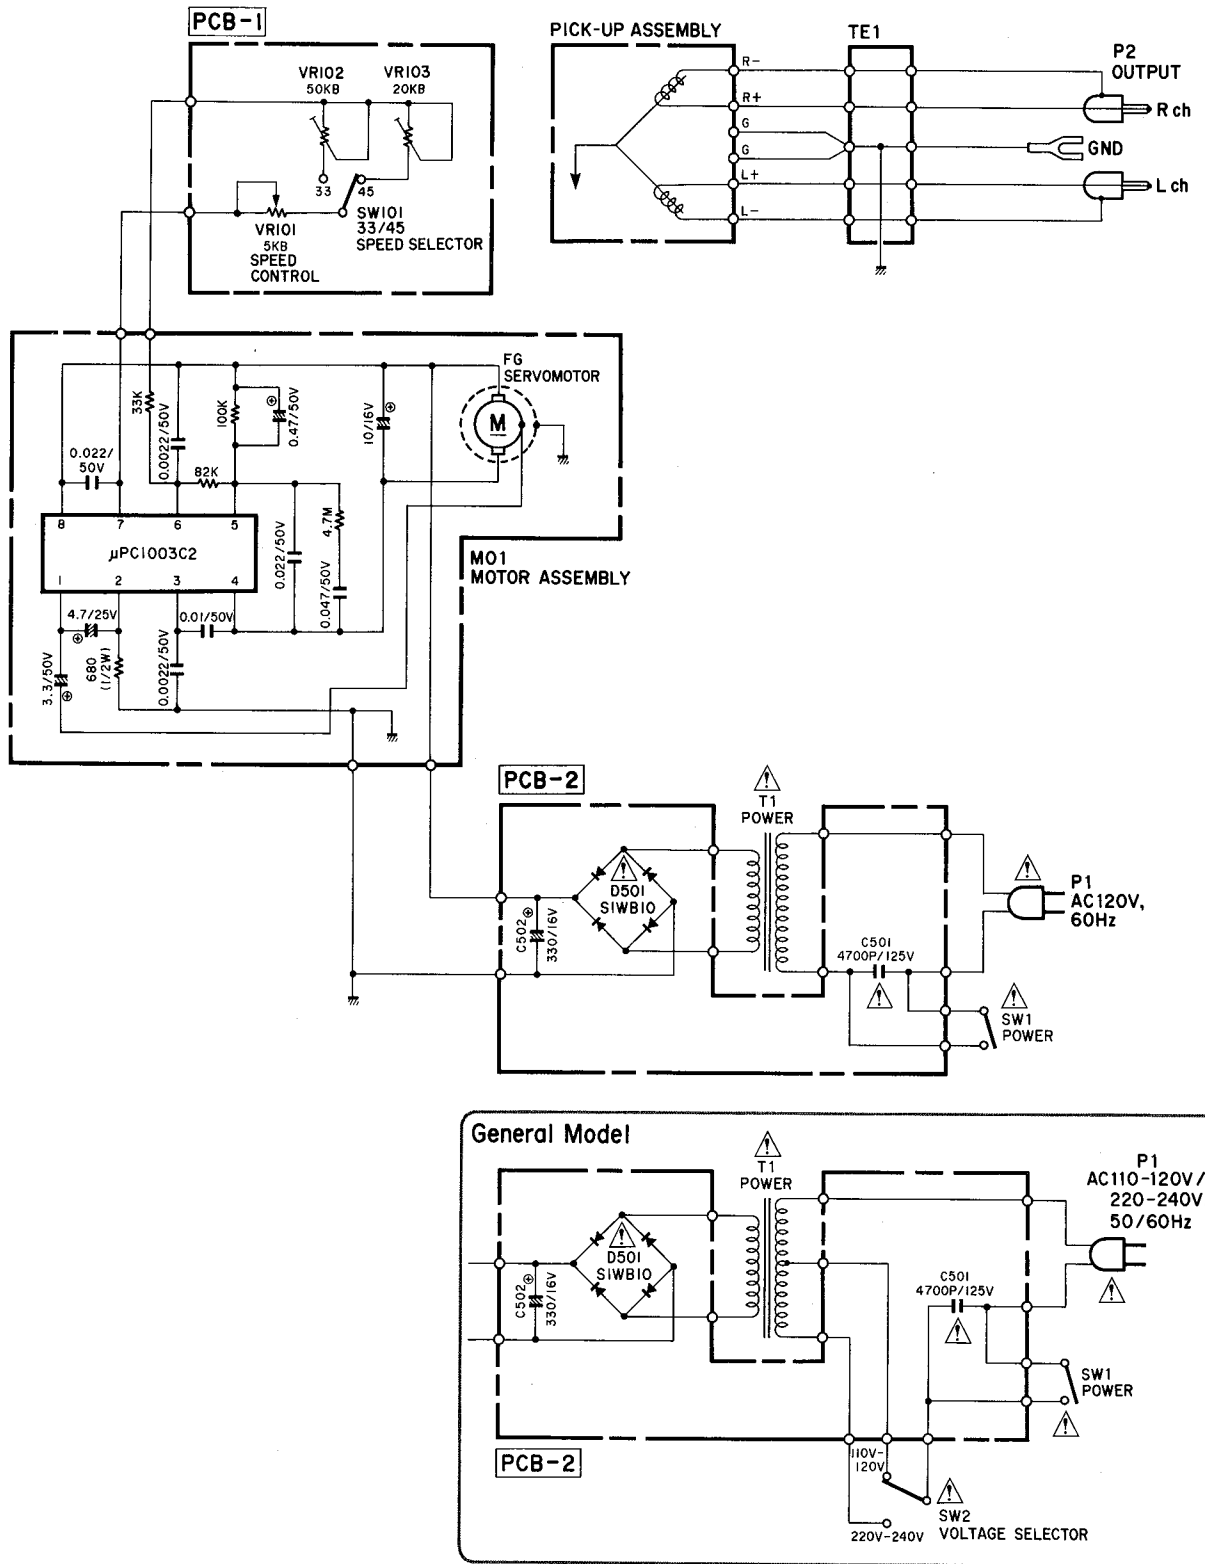 PCB-1
VR102
50KB
VR103
20KB
33
45
SW101
33/45
SPEED SELECTOR
VR101
5KB
SPEED
CONTROL
PICK-UP ASSEMBLY
R-
R+
G
G
L+
L-
TE1
P2
OUTPUT
R ch
GND
L ch
FG
SERVOMOTOR
M
33K
0.0022/50V
100K
0.47/50V
10/16V
0.022/
50V
82K
8
7
6
5
μPC1003C2
1
2
3
4
0.022/50V
4.7M
0.047/50V
4.7/25V
0.01/50V
3.3/50V
680
(1/2W)
0.0022/50V
M01
MOTOR ASSEMBLY
PCB-2
T1
POWER
D501
S1WB10
C502
330/16V
C501
4700P/125V
P1
AC120V,
60Hz
SW1
POWER
General Model
T1
POWER
P1
AC110-120V/
220-240V
50/60Hz
D501
S1WB10
C502
330/16V
C501
4700P/125V
SW1
POWER
PCB-2
110V-
120V
220V-240V
SW2
VOLTAGE SELECTOR